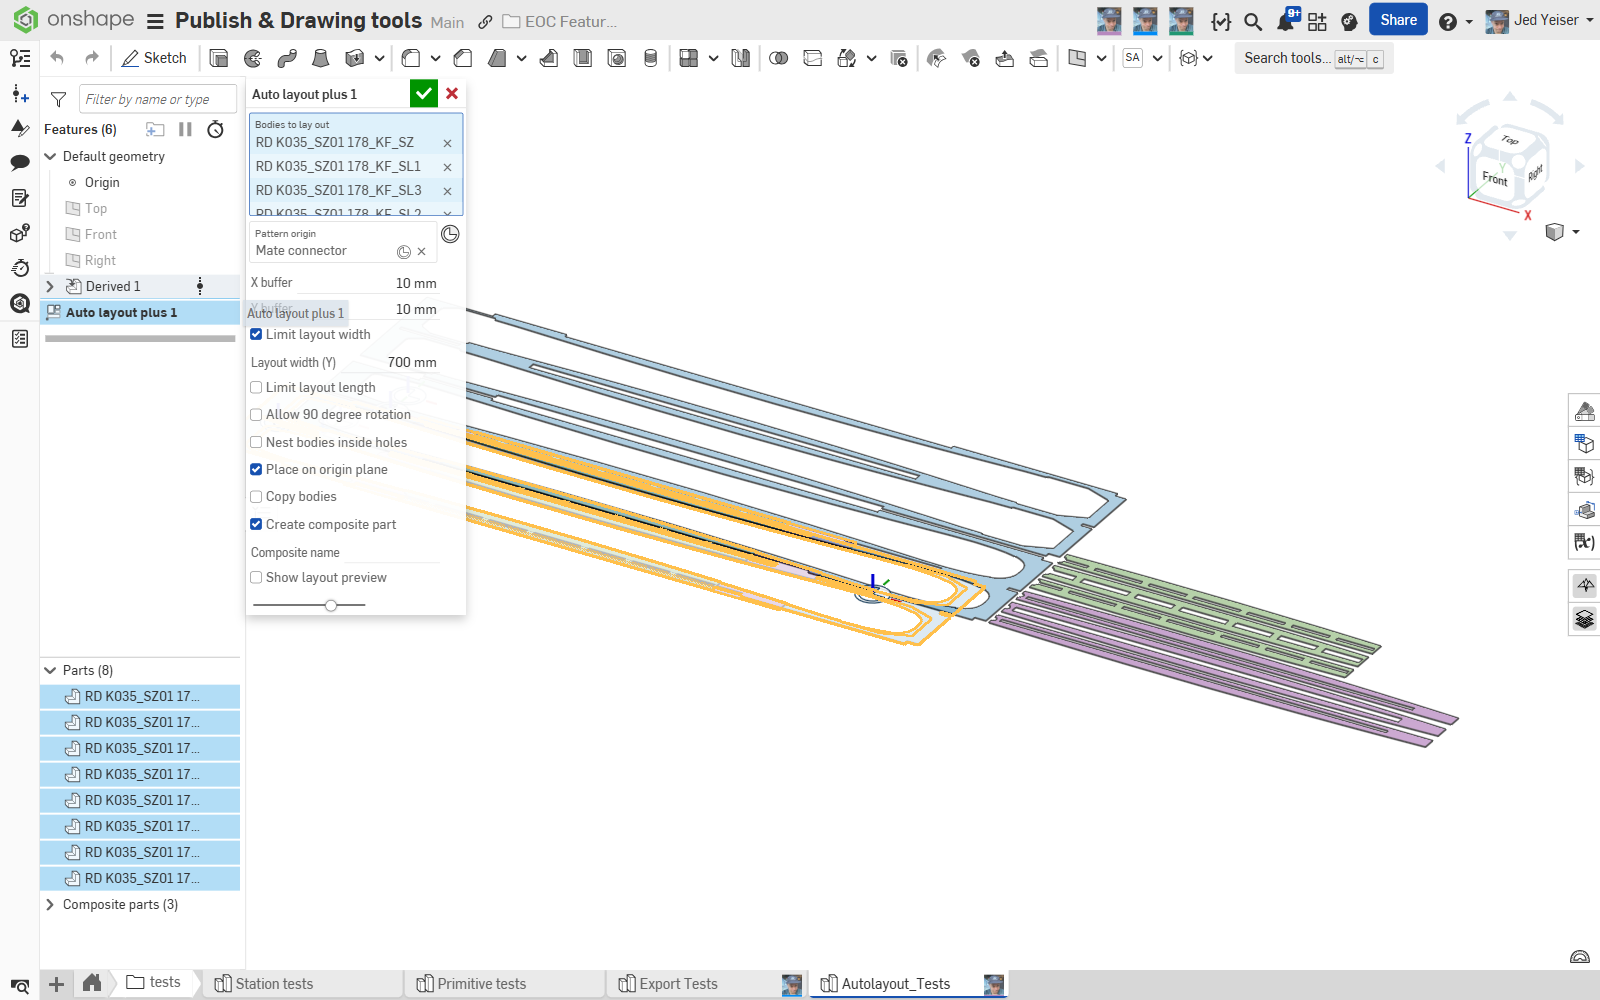 onshape
Publish & Drawing tools Main EOC Featur...
9+
Share
Jed Yeiser
Sketch
SA
Search tools... alt/⌥ c
Filter by name or type
Features (6)
Default geometry
Origin
Top
Front
Right
Derived 1
Auto layout plus 1
Auto layout plus 1
Bodies to lay out
RD K035_SZ01 178_KF_SZ
RD K035_SZ01 178_KF_SL1
RD K035_SZ01 178_KF_SL3
RD K035_SZ01 178_KF_SL2
Pattern origin
Mate connector
X buffer 10 mm
X buffer 10 mm
Auto layout plus 1
Limit layout width
Layout width (Y) 700 mm
Limit layout length
Allow 90 degree rotation
Nest bodies inside holes
Place on origin plane
Copy bodies
Create composite part
Composite name
Show layout preview
Z
Top
Y
Front
Right
X
Parts (8)
RD K035_SZ01 17...
RD K035_SZ01 17...
RD K035_SZ01 17...
RD K035_SZ01 17...
RD K035_SZ01 17...
RD K035_SZ01 17...
RD K035_SZ01 17...
RD K035_SZ01 17...
Composite parts (3)
tests
Station tests
Primitive tests
Export Tests
Autolayout_Tests